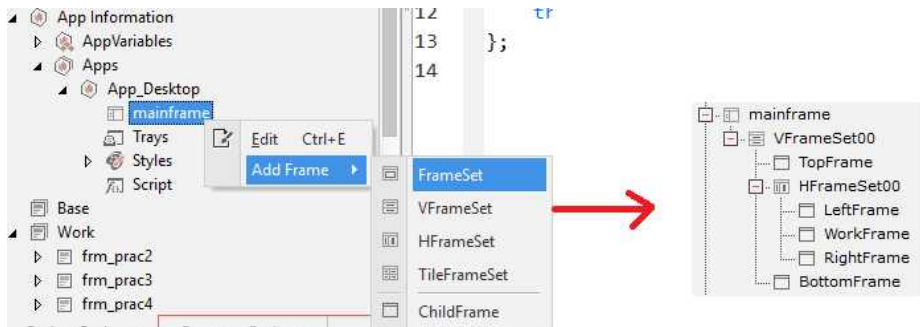 App Information
AppVariables
Apps
App_Desktop
mainframe
Trays
Styles
Script
Base
Work
frm_prac2
frm_prac3
frm_prac4
12
13 };
14
Edit Ctrl+E
Add Frame
FrameSet
VFrameSet
HFrameSet
TileFrameSet
ChildFrame
mainframe
VFrameSet00
TopFrame
HFrameSet00
LeftFrame
WorkFrame
RightFrame
BottomFrame